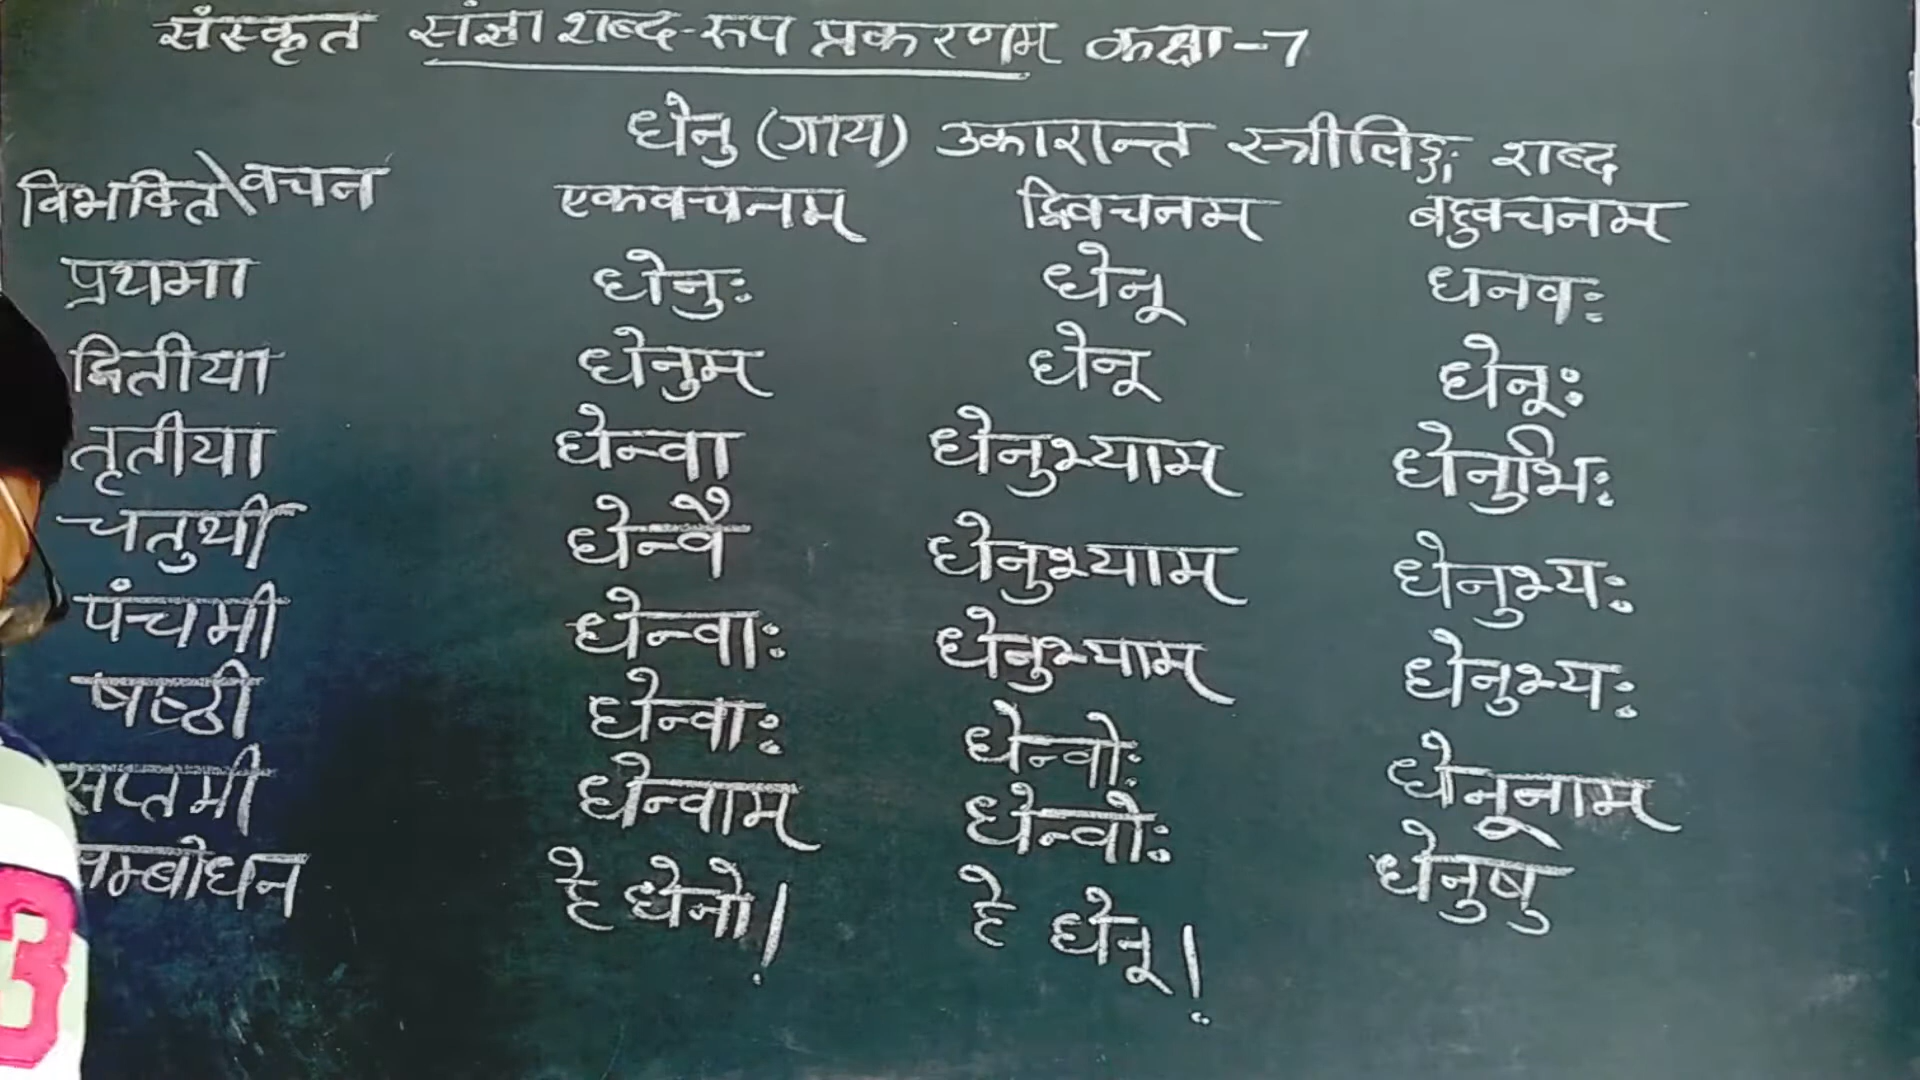 संस्कृत संज्ञा शब्द-रुप प्रकरणम् कक्षा-7
धेनु (गाय) उकारान्त स्त्रीलिङ्ग: शब्द
विभक्ति\वचन एकवचनम् द्विवचनम् बहुवचनम्
प्रथमा धेनुः धेनू धनवः
द्वितीया धेनुम् धेनू धेनूः
तृतीया धेन्वा धेनुभ्याम् धेनुभिः
चतुर्थी धेन्वै धेनुभ्याम् धेनुभ्यः
पंचमी धेन्वाः धेनुभ्याम् धेनुभ्यः
षष्ठी धेन्वाः धेन्वोः धेनूनाम्
सप्तमी धेन्वाम् धेन्वोः धेनुषु
सम्बोधन हे धेनो! हे धेनू!
3